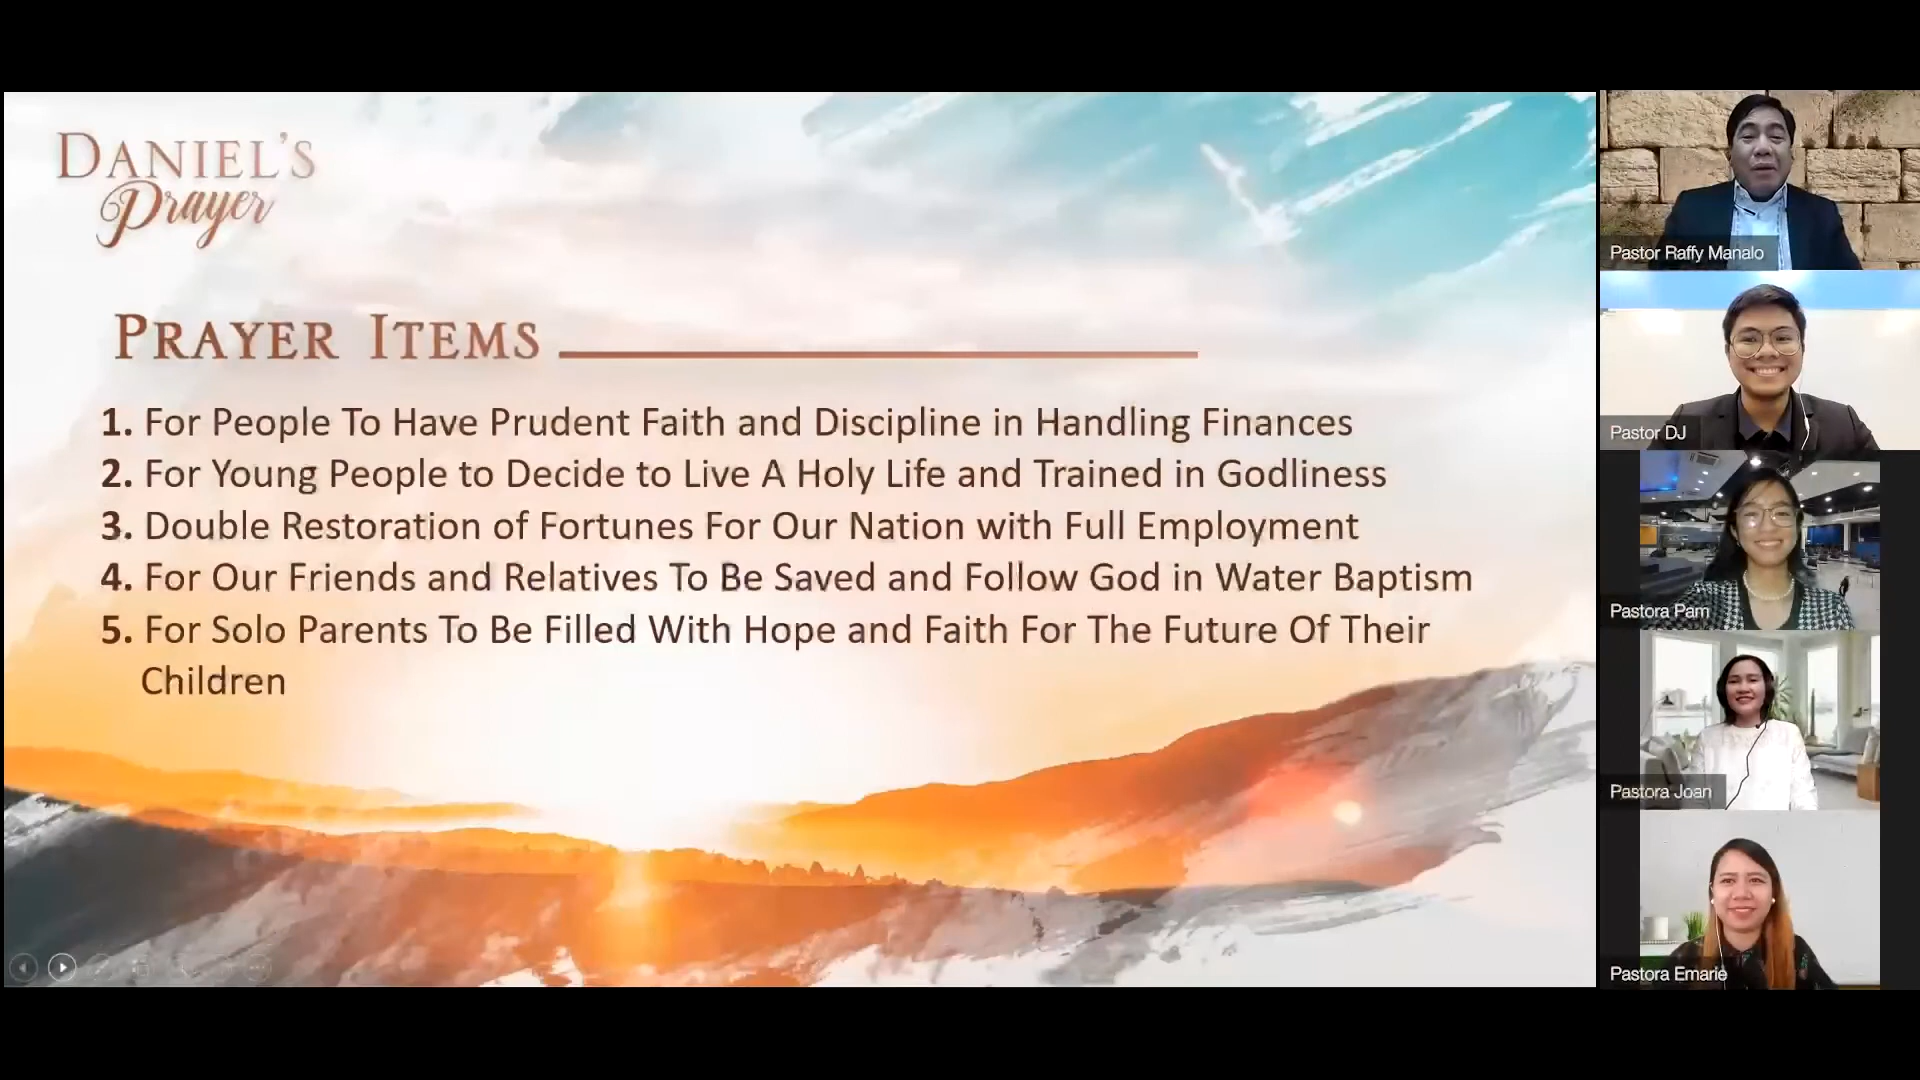 DANIEL'S
Prayer
PRAYER ITEMS
1. For People To Have Prudent Faith and Discipline in Handling Finances
2. For Young People to Decide to Live A Holy Life and Trained in Godliness
3. Double Restoration of Fortunes For Our Nation with Full Employment
4. For Our Friends and Relatives To Be Saved and Follow God in Water Baptism
5. For Solo Parents To Be Filled With Hope and Faith For The Future Of Their
Children
Pastor Raffy Manalo
Pastor DJ
Pastora Pam
Pastora Joan
Pastora Emarie